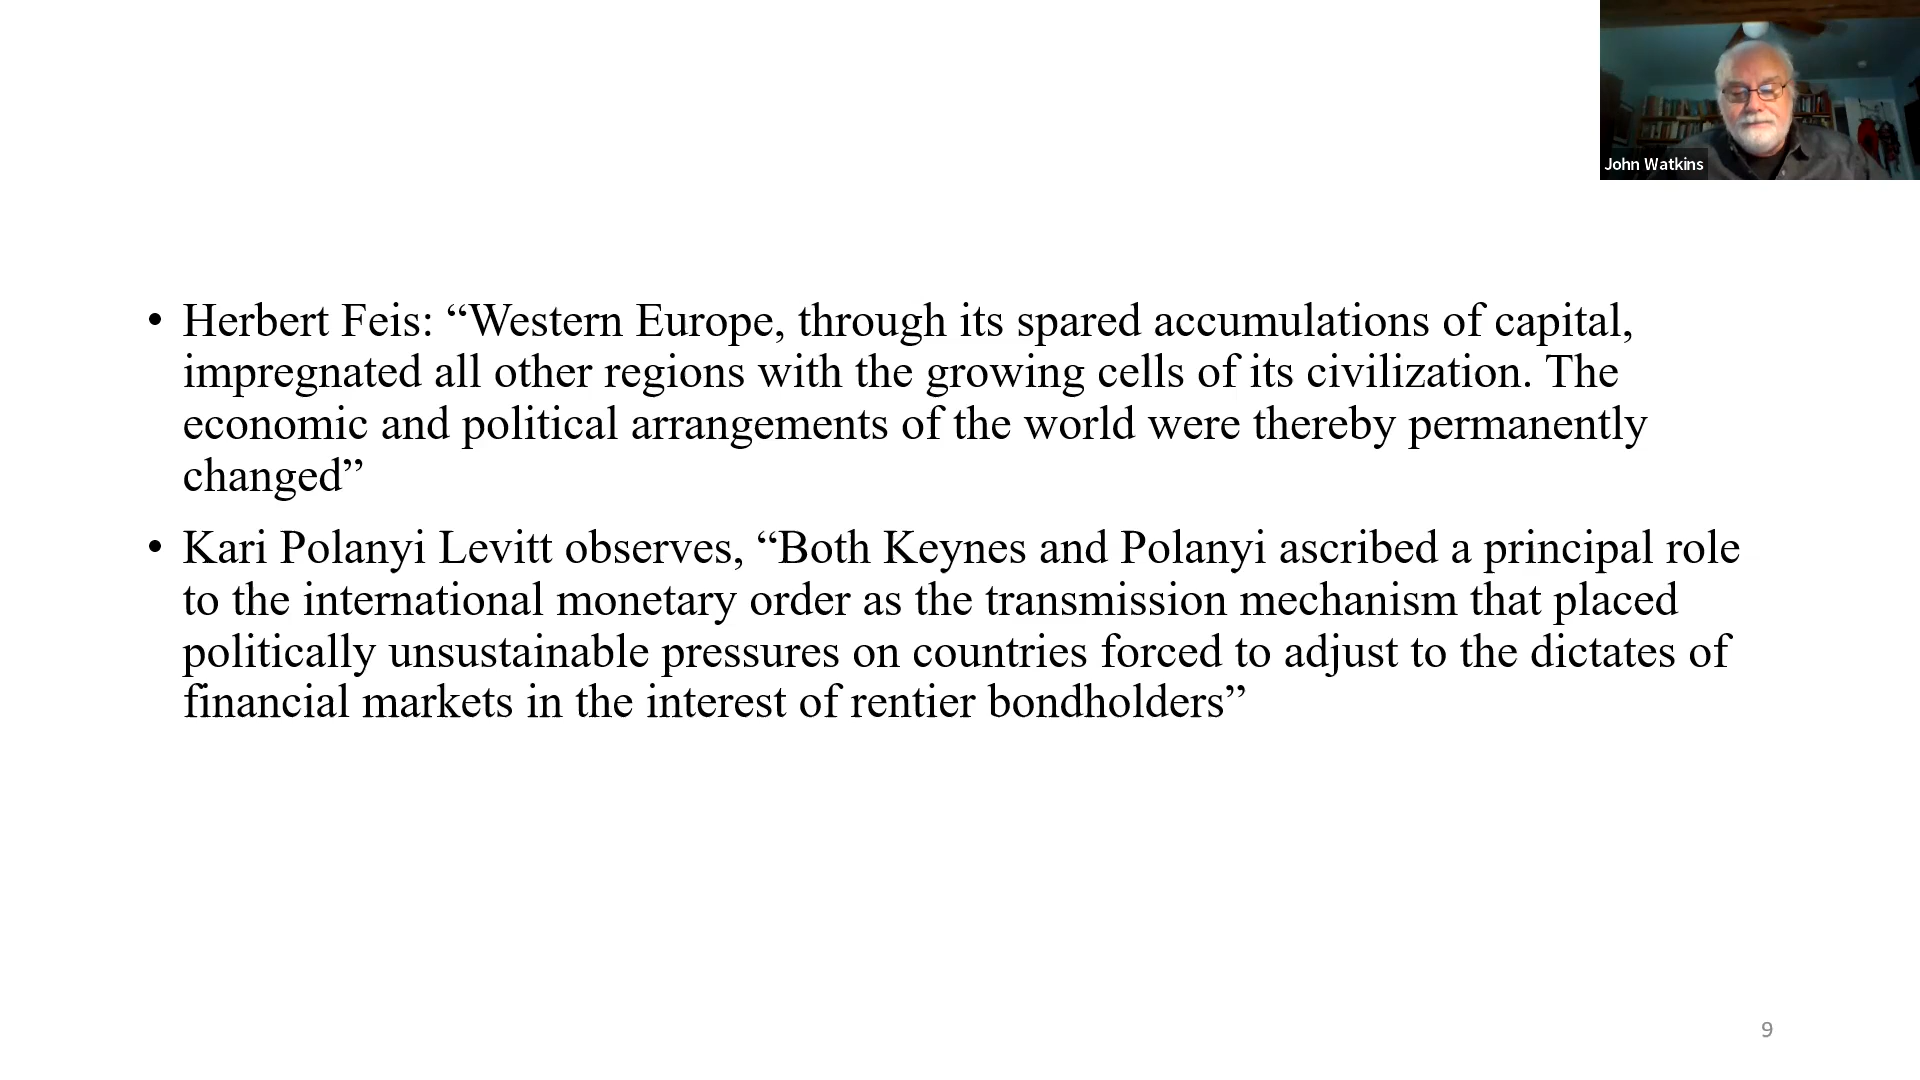 John Watkins
• Herbert Feis: “Western Europe, through its spared accumulations of capital,
impregnated all other regions with the growing cells of its civilization. The
economic and political arrangements of the world were thereby permanently
changed”
• Kari Polanyi Levitt observes, “Both Keynes and Polanyi ascribed a principal role
to the international monetary order as the transmission mechanism that placed
politically unsustainable pressures on countries forced to adjust to the dictates of
financial markets in the interest of rentier bondholders”
9